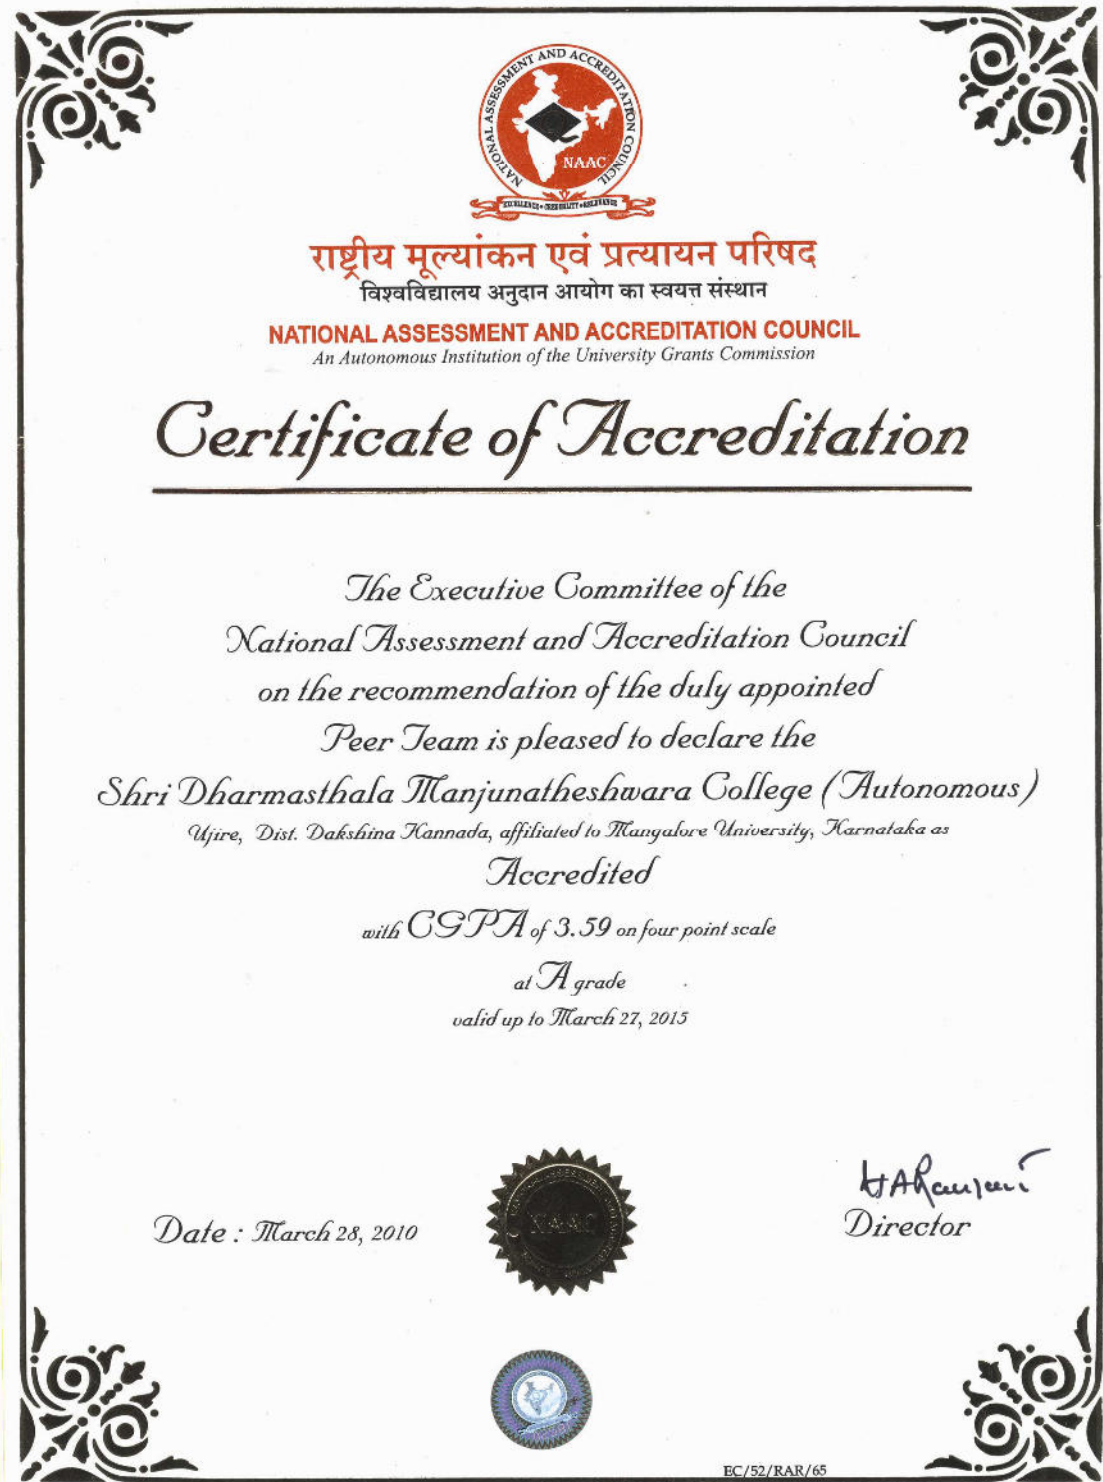 NATIONAL ASSESSMENT AND ACCREDITATION COUNCIL
NAAC
EXCELLENCE • CREDIBILITY • RELEVANCE
राष्ट्रीय मूल्यांकन एवं प्रत्यायन परिषद
विश्वविद्यालय अनुदान आयोग का स्वयत्त संस्थान
NATIONAL ASSESSMENT AND ACCREDITATION COUNCIL
An Autonomous Institution of the University Grants Commission
Certificate of Accreditation
The Executive Committee of the
National Assessment and Accreditation Council
on the recommendation of the duly appointed
Peer Team is pleased to declare the
Shri Dharmasthala Manjunatheshwara College (Autonomous)
Ujire, Dist. Dakshina Kannada, affiliated to Mangalore University, Karnataka as
Accredited
with CGPA of 3.59 on four point scale
at A grade
valid up to March 27, 2015
Date : March 28, 2010
NAAC
HARanjani
Director
EC/52/RAR/65